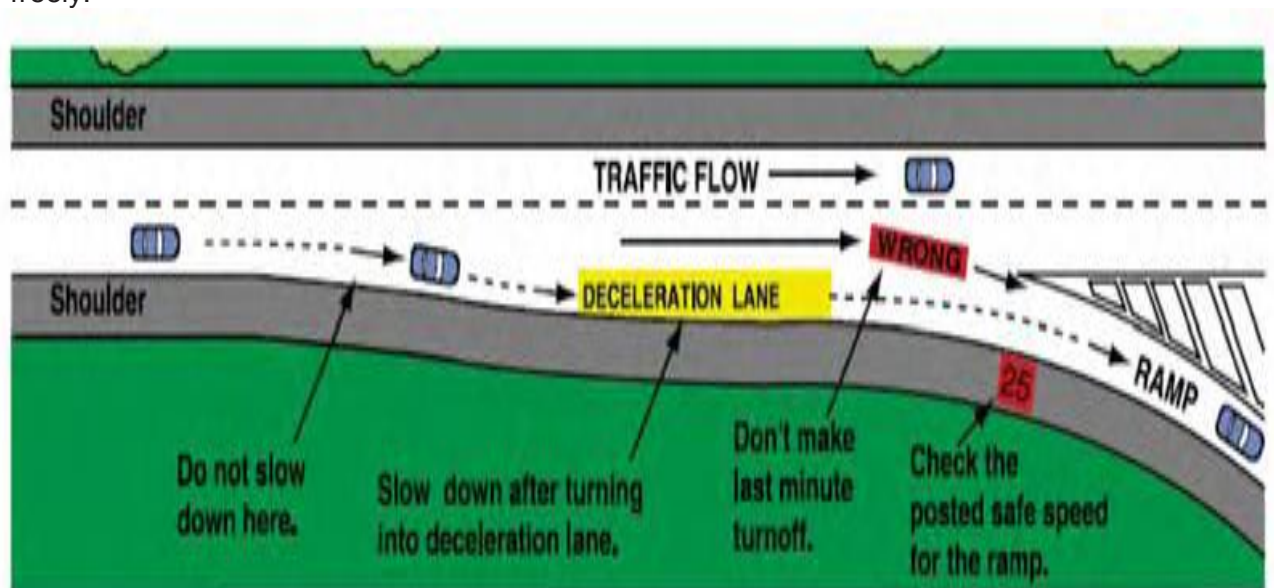 Shoulder
TRAFFIC FLOW
WRONG
Shoulder
DECELERATION LANE
25
RAMP
Do not slow
down here.
Slow down after turning
into deceleration lane.
Don't make
last minute
turnoff.
Check the
posted safe speed
for the ramp.